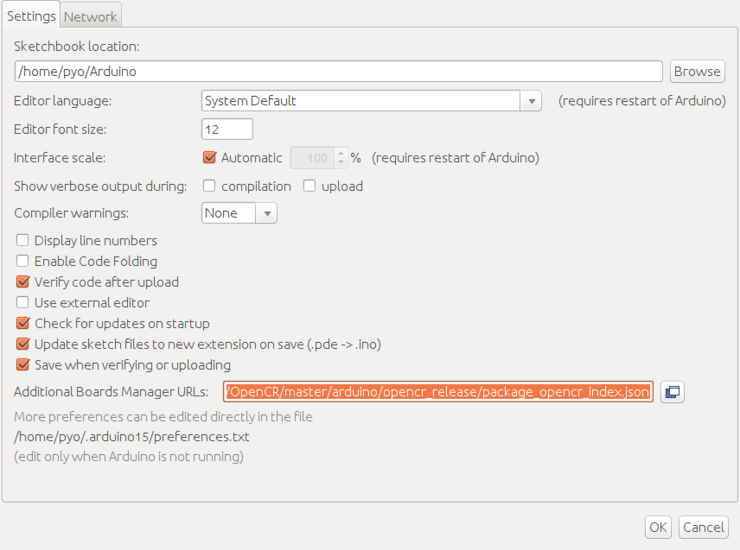 Settings Network
Sketchbook location:
/home/pyo/Arduino Browse
Editor language: System Default (requires restart of Arduino)
Editor font size: 12
Interface scale: Automatic 100 % (requires restart of Arduino)
Show verbose output during: compilation upload
Compiler warnings: None
Display line numbers
Enable Code Folding
Verify code after upload
Use external editor
Check for updates on startup
Update sketch files to new extension on save (.pde -> .ino)
Save when verifying or uploading
Additional Boards Manager URLs: /OpenCR/master/arduino/opencr_release/package_opencr_index.json
More preferences can be edited directly in the file
/home/pyo/.arduino15/preferences.txt
(edit only when Arduino is not running)
OK Cancel